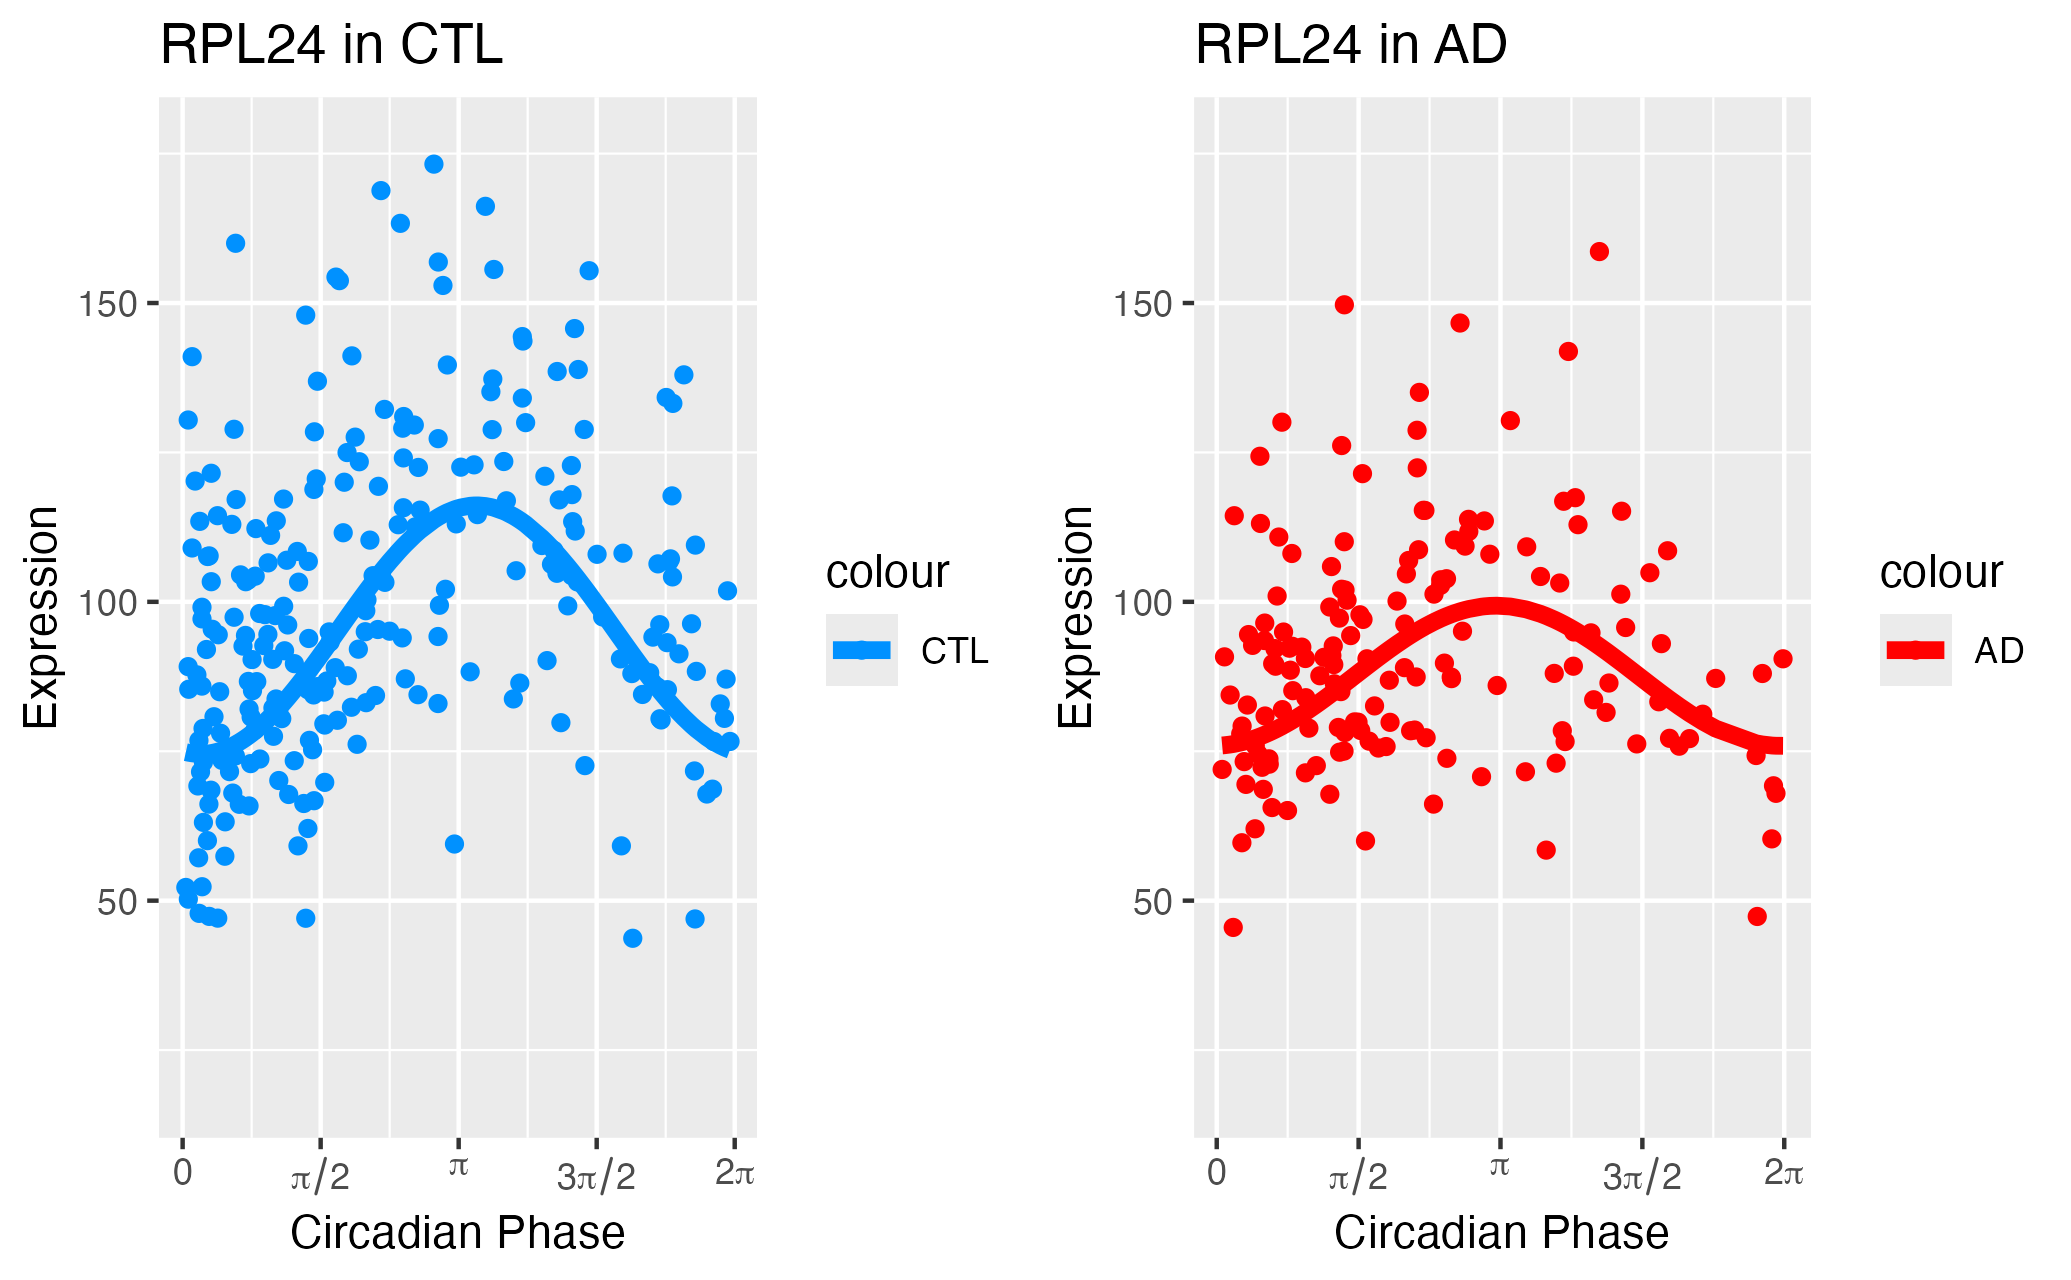 RPL24 in CTL
150
100
50
Expression
0
π/2
π
3π/2
2π
Circadian Phase
colour
CTL
RPL24 in AD
150
100
50
Expression
0
π/2
π
3π/2
2π
Circadian Phase
colour
AD